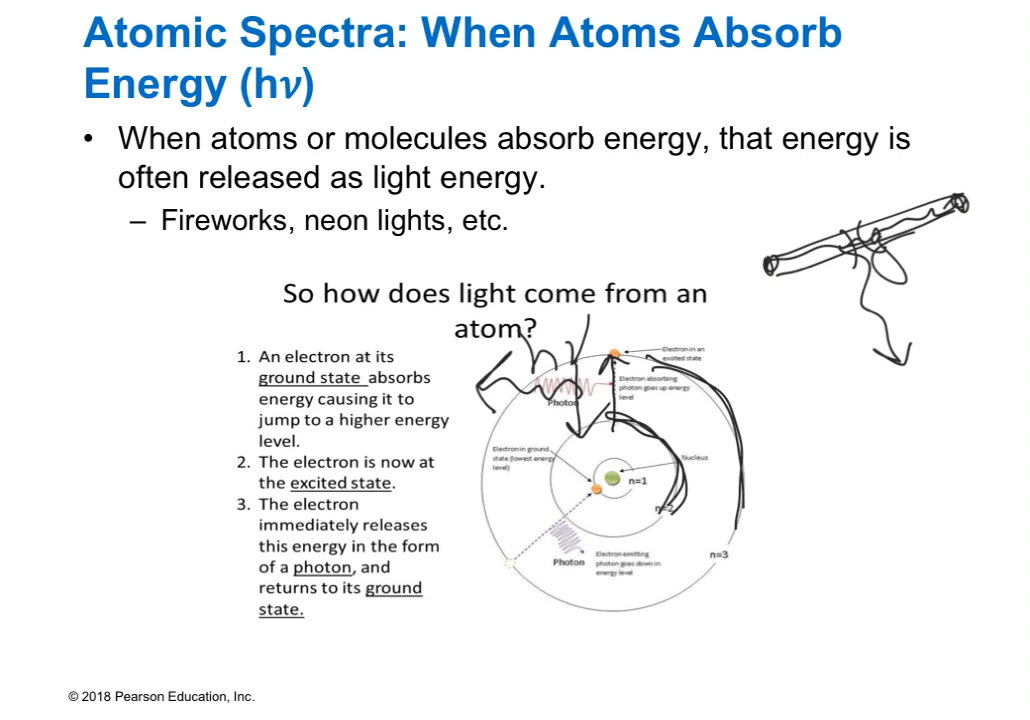 Atomic Spectra: When Atoms Absorb
Energy (hν)
• When atoms or molecules absorb energy, that energy is
often released as light energy.
– Fireworks, neon lights, etc.
So how does light come from an
atom?
1. An electron at its
ground state absorbs
energy causing it to
jump to a higher energy
level.
2. The electron is now at
the excited state.
3. The electron
immediately releases
this energy in the form
of a photon, and
returns to its ground
state.
Electron in an
excited state
Electron absorbing
photon goes up energy
level
Photon
Electron in ground
state (lowest energy
level)
Nucleus
n=1
n=2
n=3
Photon
Electron emitting
photon goes down in
energy level
© 2018 Pearson Education, Inc.